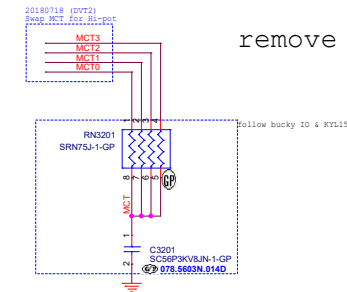 20180718 (DVT2)
Swap MCT for Hi-pot
remove
MCT3
MCT2
MCT1
MCT0
1
2
3
4
follow bucky IO & KYL15
RN3201
SRN75J-1-GP
8
7
6
5
GP
MCT
1
2
C3201
SC56P3KV8JN-1-GP
078.5603N.014D